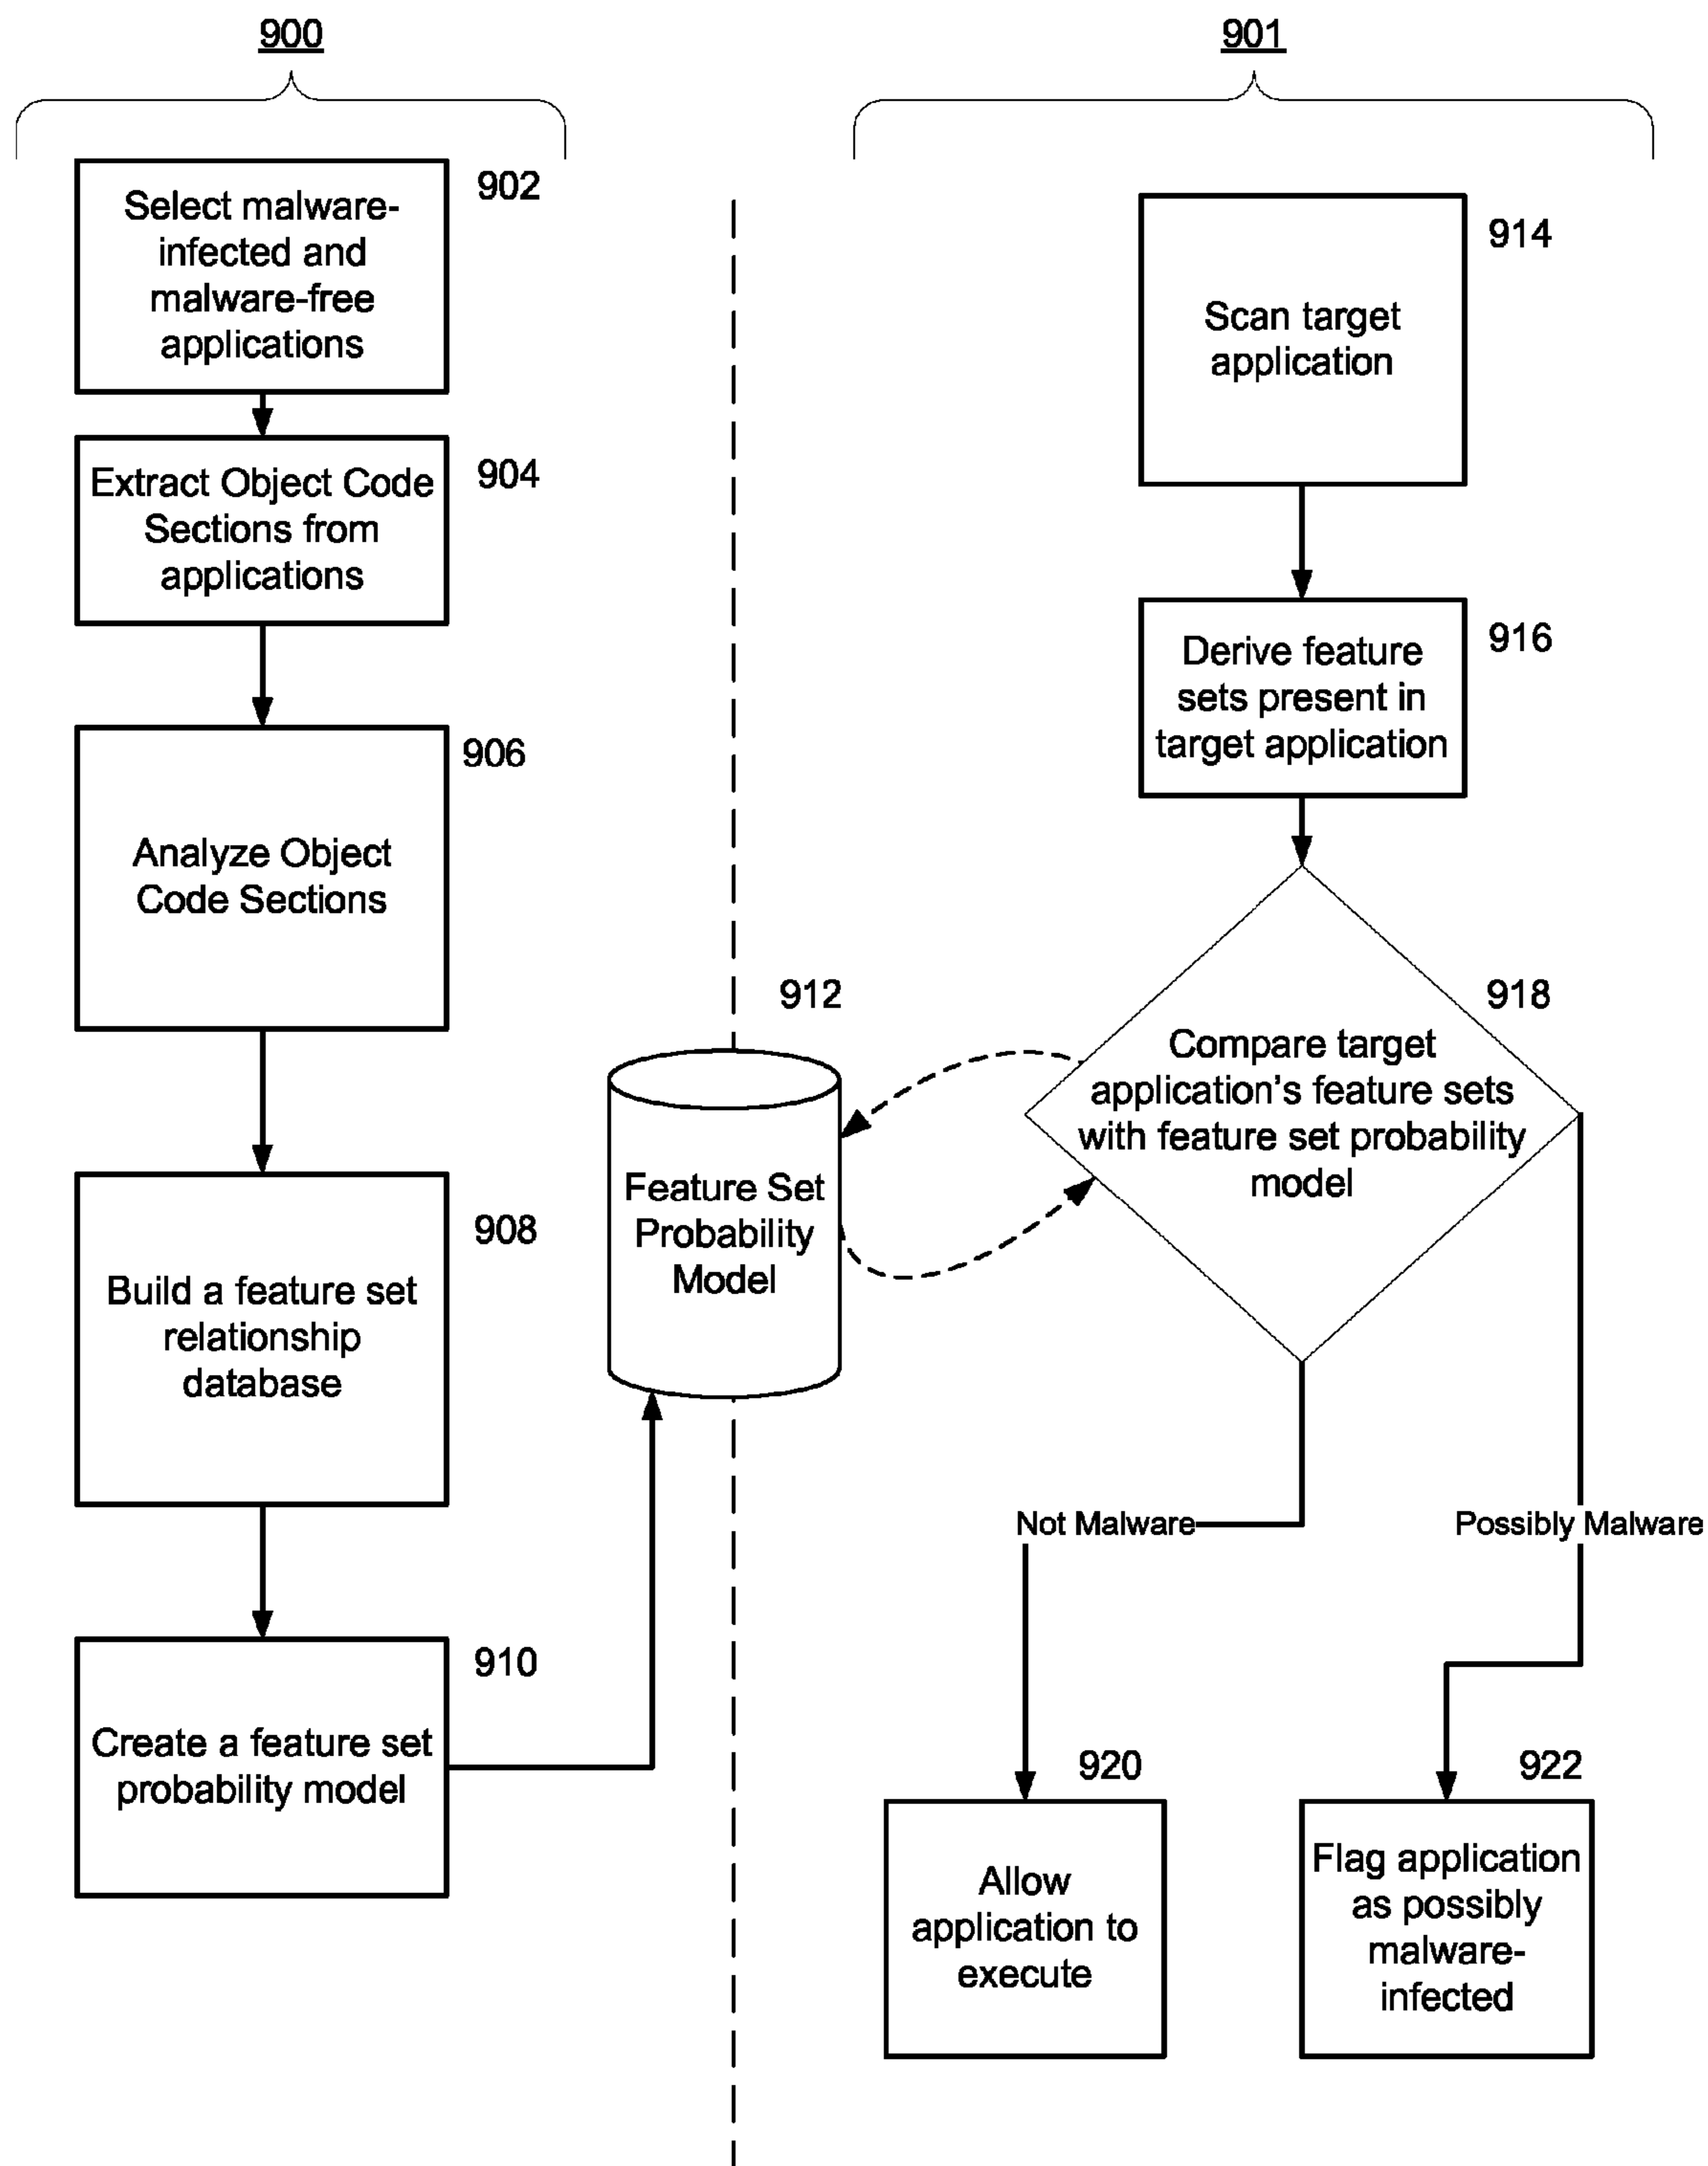 900
902
Select malware-
infected and
malware-free
applications
904
Extract Object Code
Sections from
applications
906
Analyze Object
Code Sections
908
Build a feature set
relationship
database
910
Create a feature set
probability model
912
Feature Set
Probability
Model
901
914
Scan target
application
916
Derive feature
sets present in
target application
918
Compare target
application’s feature sets
with feature set probability
model
Not Malware
Possibly Malware
920
Allow
application to
execute
922
Flag application
as possibly
malware-
infected